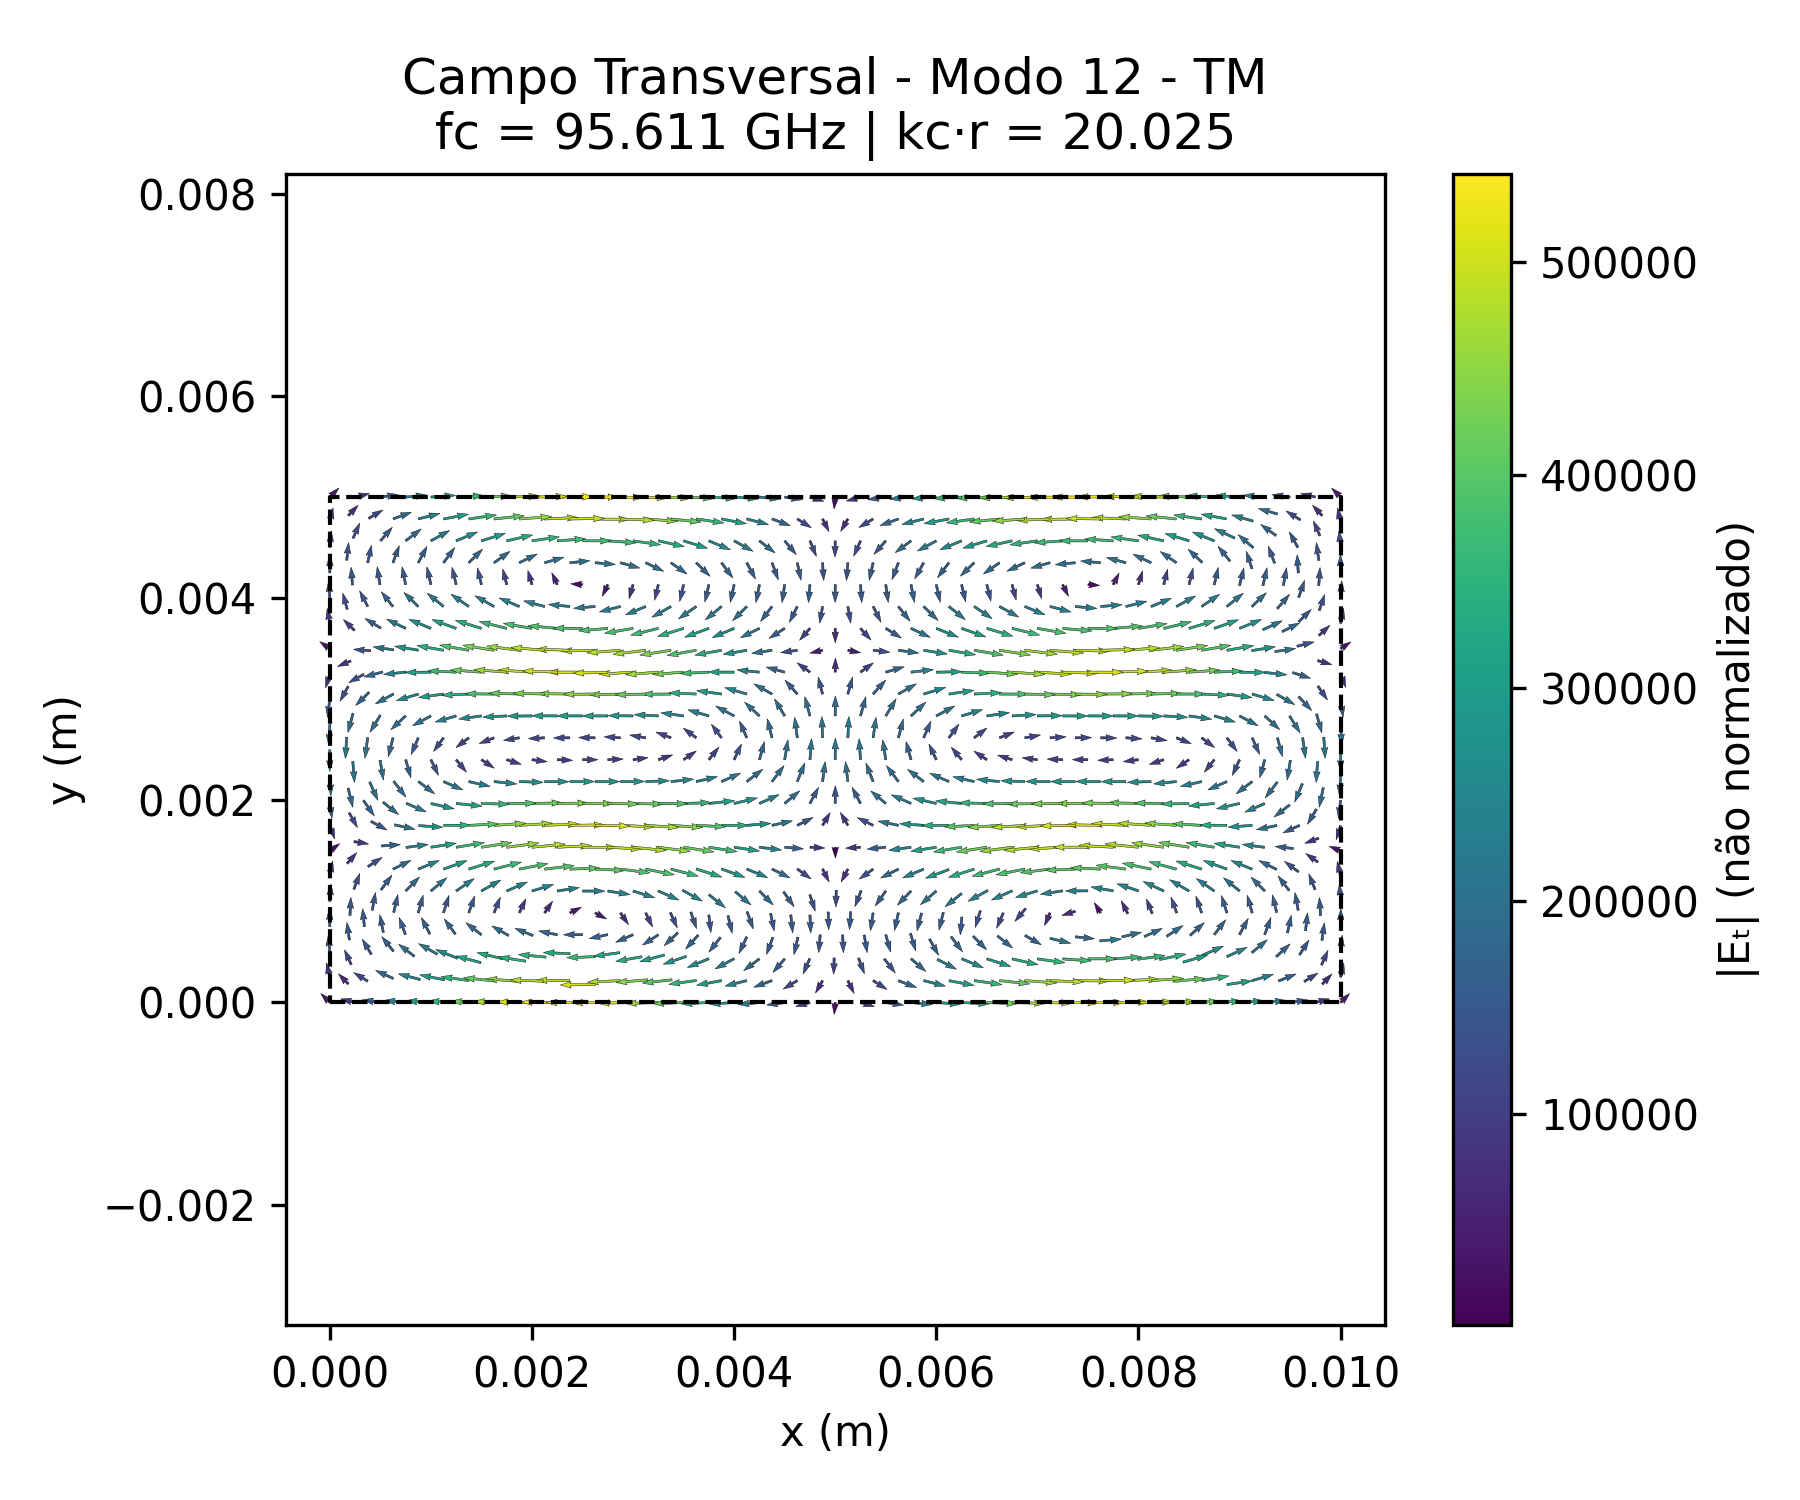 Campo Transversal - Modo 12 - TM
fc = 95.611 GHz | kc·r = 20.025
0.008
0.006
0.004
0.002
0.000
−0.002
y (m)
0.000 0.002 0.004 0.006 0.008 0.010
x (m)
500000
400000
300000
200000
100000
|Eₜ| (não normalizado)